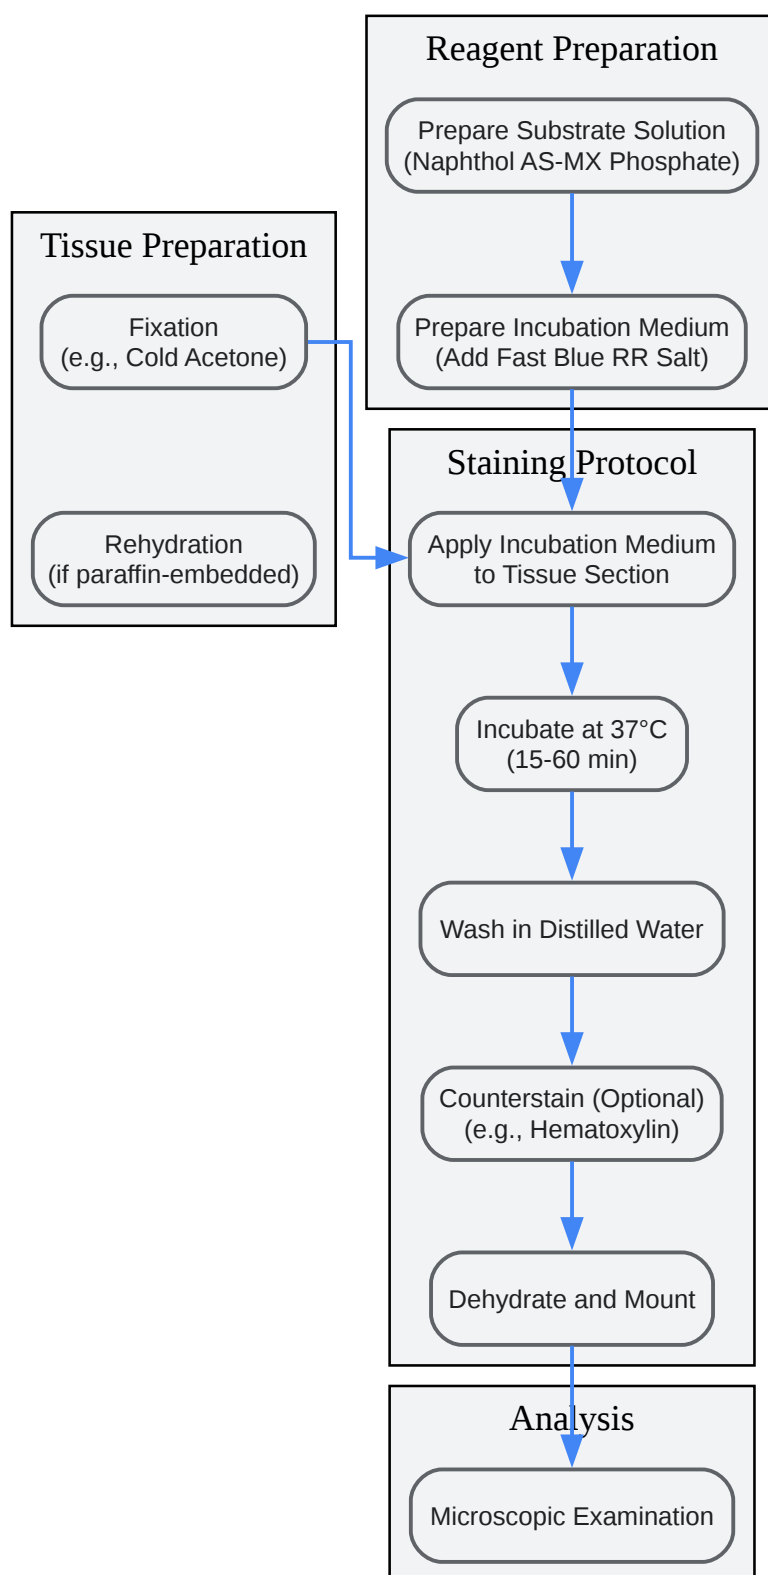 Reagent Preparation
Prepare Substrate Solution
(Naphthol AS-MX Phosphate)
Prepare Incubation Medium
(Add Fast Blue RR Salt)
Tissue Preparation
Fixation
(e.g., Cold Acetone)
Rehydration
(if paraffin-embedded)
Staining Protocol
Apply Incubation Medium
to Tissue Section
Incubate at 37°C
(15-60 min)
Wash in Distilled Water
Counterstain (Optional)
(e.g., Hematoxylin)
Dehydrate and Mount
Analysis
Microscopic Examination